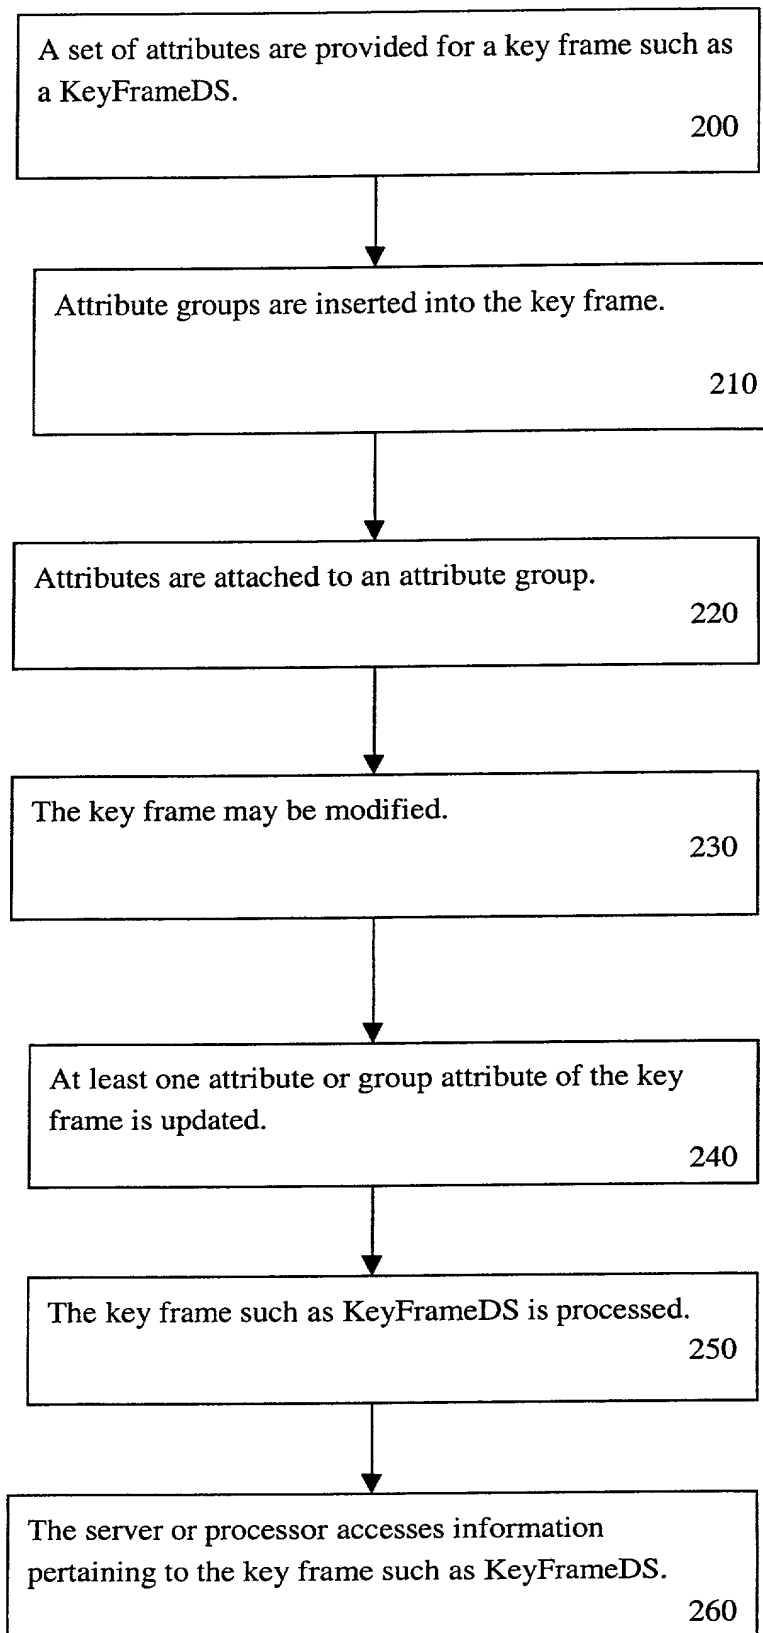 A set of attributes are provided for a key frame such as
a KeyFrameDS.
200
Attribute groups are inserted into the key frame.
210
Attributes are attached to an attribute group.
220
The key frame may be modified.
230
At least one attribute or group attribute of the key
frame is updated.
240
The key frame such as KeyFrameDS is processed.
250
The server or processor accesses information
pertaining to the key frame such as KeyFrameDS.
260